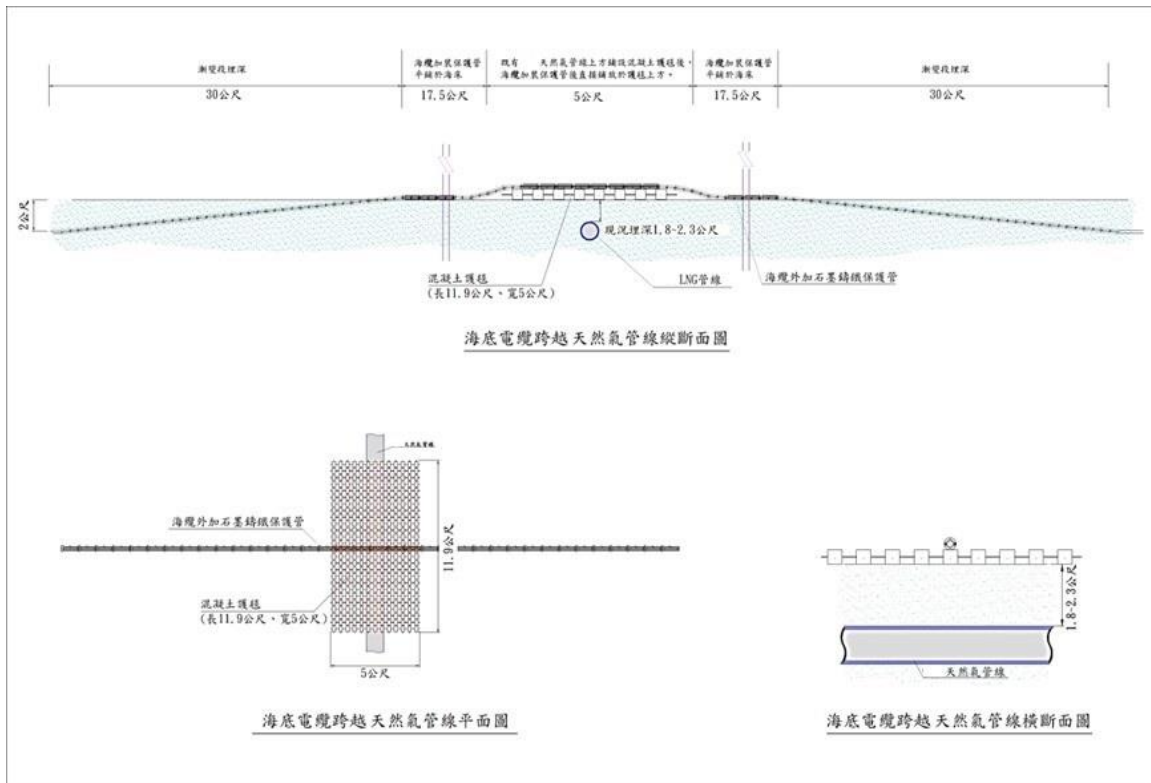 漸變段埋深
海纜加裝保護管
平鋪於海床
既有 天然氣管線上方鋪設混凝土護毯後,
海纜加裝保護管後直接鋪放於護毯上方。
海纜加裝保護管
平鋪於海床
漸變段埋深
30公尺
17.5公尺
5公尺
17.5公尺
30公尺
2公尺
現況埋深1.8-2.3公尺
混凝土護毯
(長11.9公尺、寬5公尺)
LNG管線
海纜外加石墨鑄鐵保護管
海底電纜跨越天然氣管線縱斷面圖
天然氣管線
海纜外加石墨鑄鐵保護管
11.9公尺
混凝土護毯
(長11.9公尺、寬5公尺)
5公尺
海底電纜跨越天然氣管線平面圖
1.8-2.3公尺
天然氣管線
海底電纜跨越天然氣管線橫斷面圖